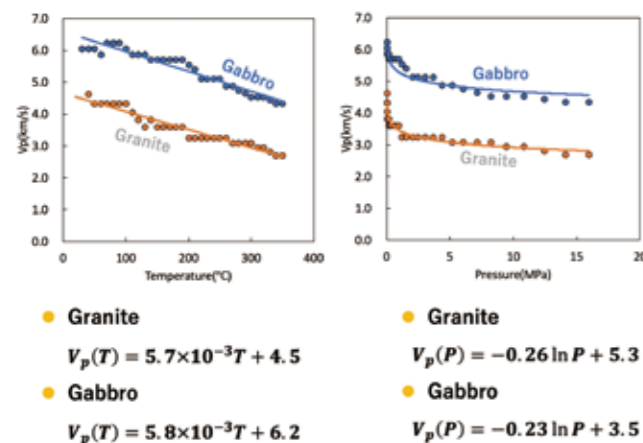 7.0
6.0
5.0
4.0
3.0
2.0
1.0
0.0
Vp(km/s)
Gabbro
Granite
0
100
200
300
400
Temperature(°C)
7.0
6.0
5.0
4.0
3.0
2.0
1.0
0.0
Vp(km/s)
Gabbro
Granite
0
5
10
15
20
Pressure(MPa)
Granite
Vp(T) = 5.7×10⁻³T + 4.5
Gabbro
Vp(T) = 5.8×10⁻³T + 6.2
Granite
Vp(P) = −0.26 ln P + 5.3
Gabbro
Vp(P) = −0.23 ln P + 3.5